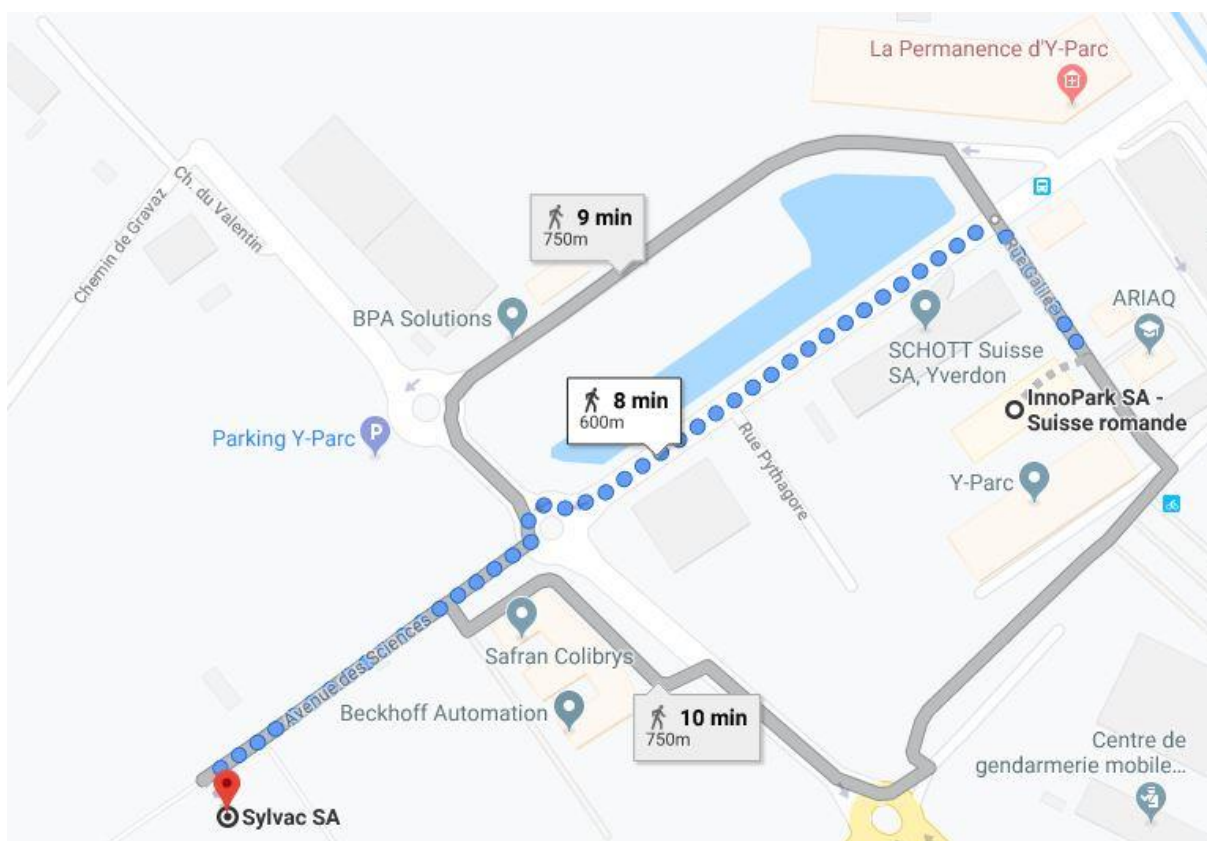 La Permanence d'Y-Parc
Ch. du Valentin
Chemin de Gravaz
9 min
750m
Rue Galilée
ARIAQ
BPA Solutions
SCHOTT Suisse
SA, Yverdon
8 min
600m
InnoPark SA -
Suisse romande
Parking Y-Parc
P
Rue Pythagore
Y-Parc
Avenue des Sciences
Safran Colibrys
Beckhoff Automation
10 min
750m
Centre de
gendarmerie mobile...
Sylvac SA